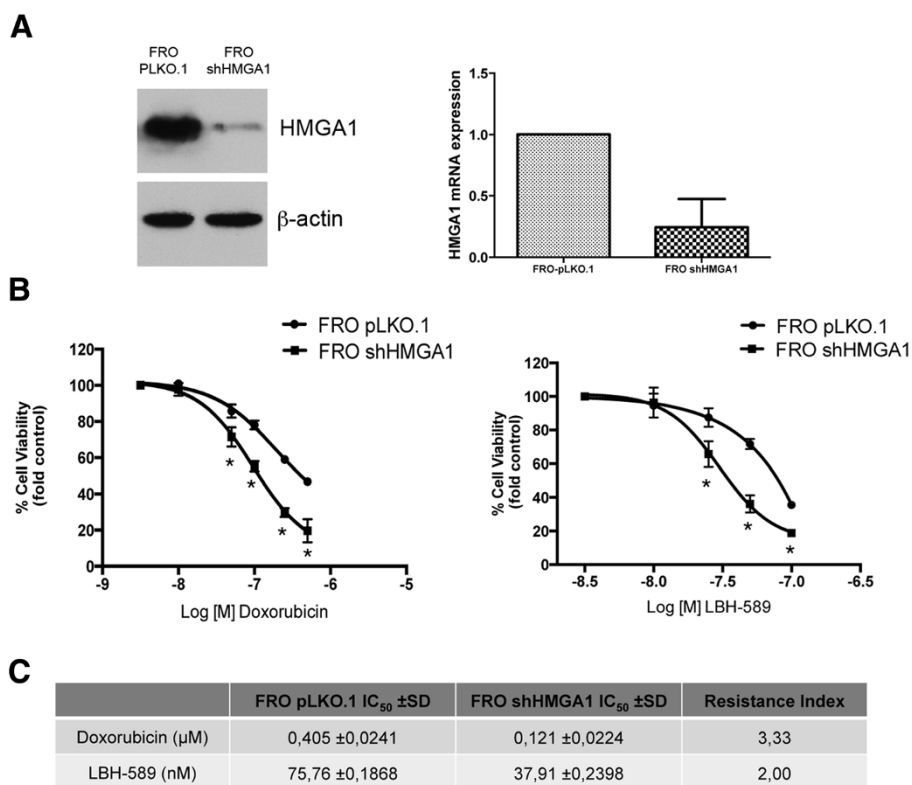 A
FRO
PLKO.1
FRO
shHMGA1
HMGA1
β-actin
HMGA1 mRNA expression
1.5
1.0
0.5
0.0
FRO-pLKO.1
FRO shHMGA1
B
FRO pLKO.1
FRO shHMGA1
% Cell Viability
(fold control)
120
100
80
60
40
20
0
* * * *
-9 -8 -7 -6 -5
Log [M] Doxorubicin
FRO pLKO.1
FRO shHMGA1
% Cell Viability
(fold control)
120
100
80
60
40
20
0
* * *
-8.5 -8.0 -7.5 -7.0 -6.5
Log [M] LBH-589
C
FRO pLKO.1 IC50 ±SD FRO shHMGA1 IC50 ±SD Resistance Index
Doxorubicin (µM) 0,405 ±0,0241 0,121 ±0,0224 3,33
LBH-589 (nM) 75,76 ±0,1868 37,91 ±0,2398 2,00